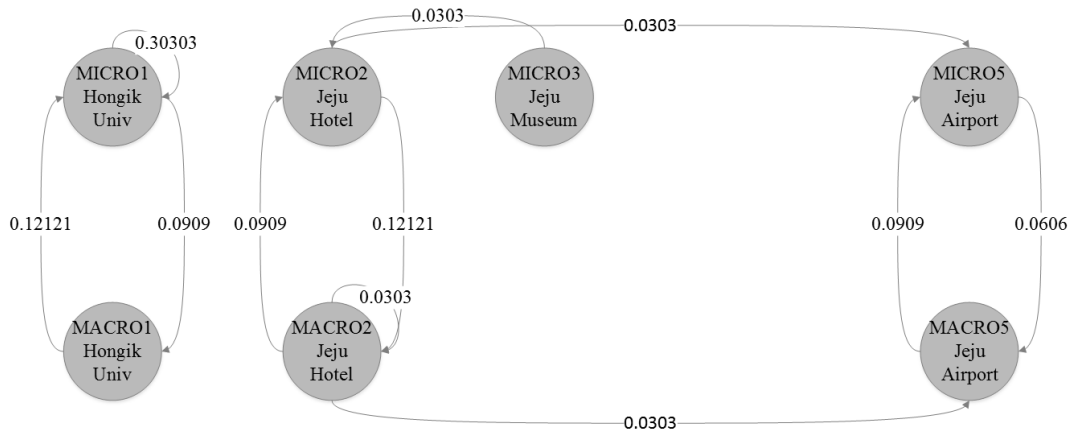 0.0303
0.0303
0.30303
MICRO1
Hongik
Univ
MICRO2
Jeju
Hotel
MICRO3
Jeju
Museum
MICRO5
Jeju
Airport
0.12121
0.0909
0.0909
0.12121
0.0909
0.0606
0.0303
MACRO1
Hongik
Univ
MACRO2
Jeju
Hotel
MACRO5
Jeju
Airport
0.0303